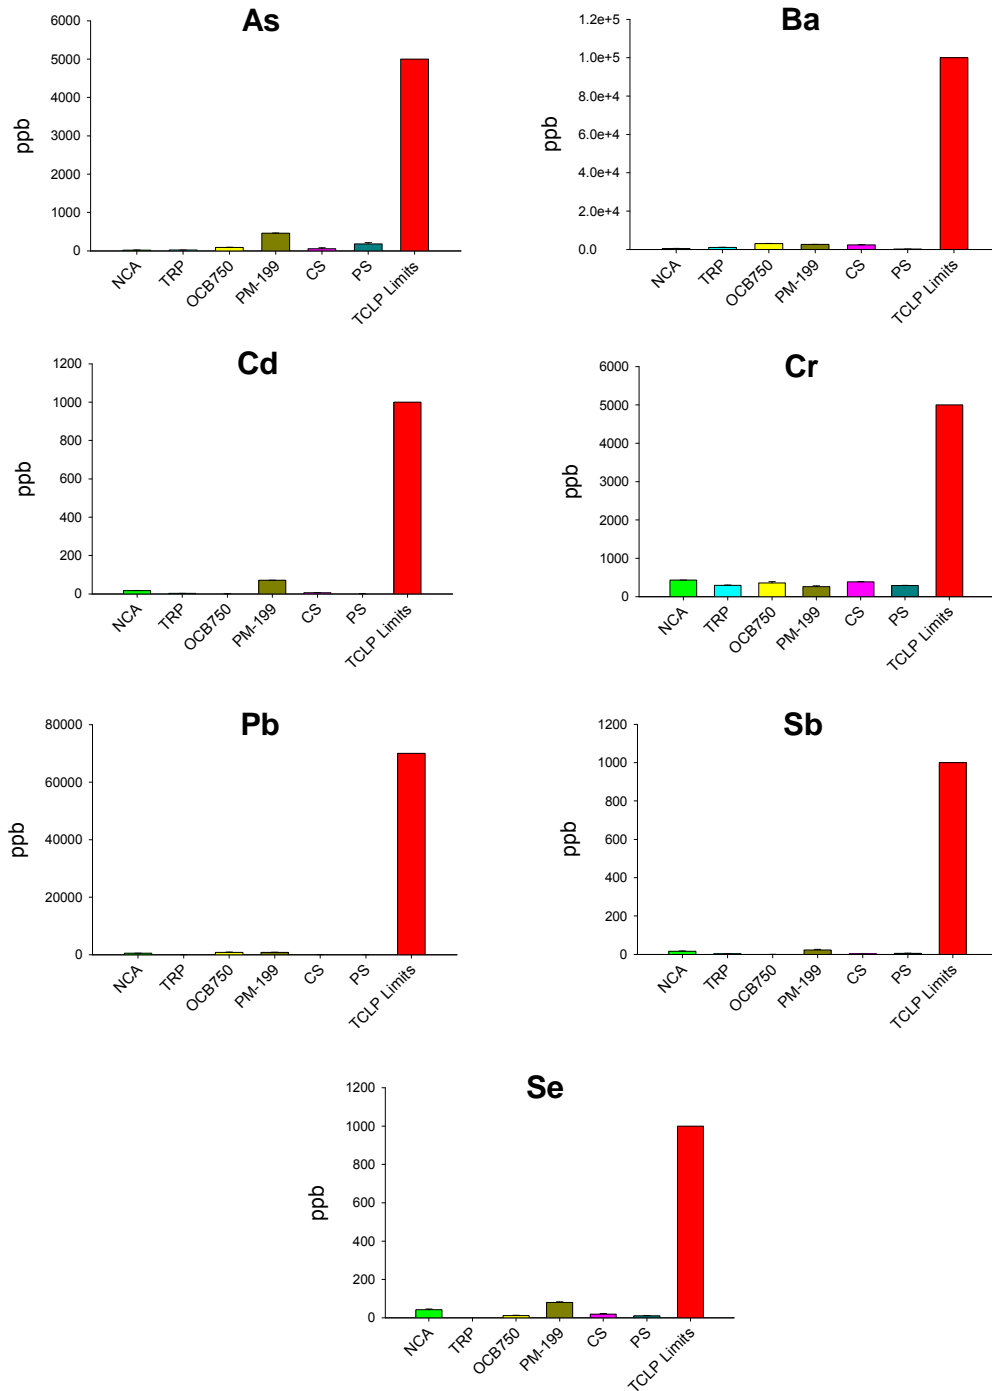 As
6000
5000
4000
3000
2000
1000
0
ppb
NCA
TRP
OCB750
PM-199
CS
PS
TCLP Limits
Ba
1.2e+5
1.0e+5
8.0e+4
6.0e+4
4.0e+4
2.0e+4
0.0
ppb
NCA
TRP
OCB750
PM-199
CS
PS
TCLP Limits
Cd
1200
1000
800
600
400
200
0
ppb
NCA
TRP
OCB750
PM-199
CS
PS
TCLP Limits
Cr
6000
5000
4000
3000
2000
1000
0
ppb
NCA
TRP
OCB750
PM-199
CS
PS
TCLP Limits
Pb
80000
60000
40000
20000
0
ppb
NCA
TRP
OCB750
PM-199
CS
PS
TCLP Limits
Sb
1200
1000
800
600
400
200
0
ppb
NCA
TRP
OCB750
PM-199
CS
PS
TCLP Limits
Se
1200
1000
800
600
400
200
0
ppb
NCA
TRP
OCB750
PM-199
CS
PS
TCLP Limits